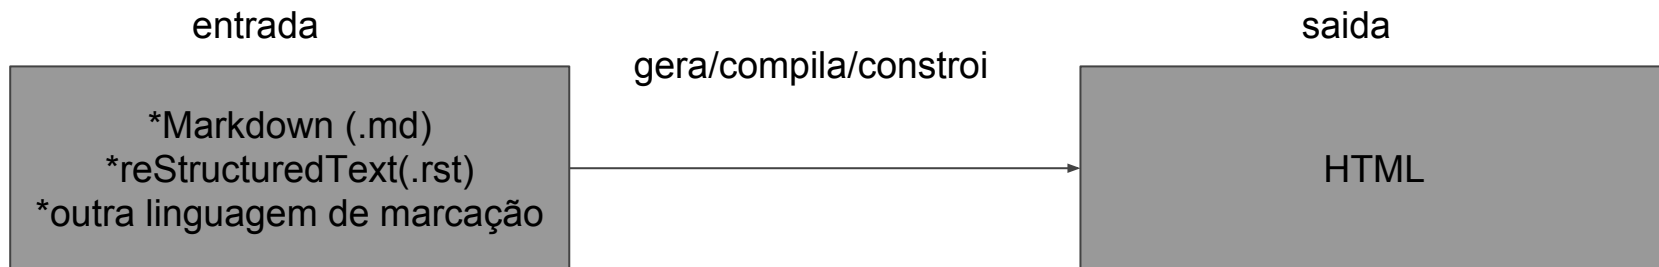 entrada
saida
gera/compila/constroi
*Markdown (.md)
*reStructuredText(.rst)
*outra linguagem de marcação
HTML